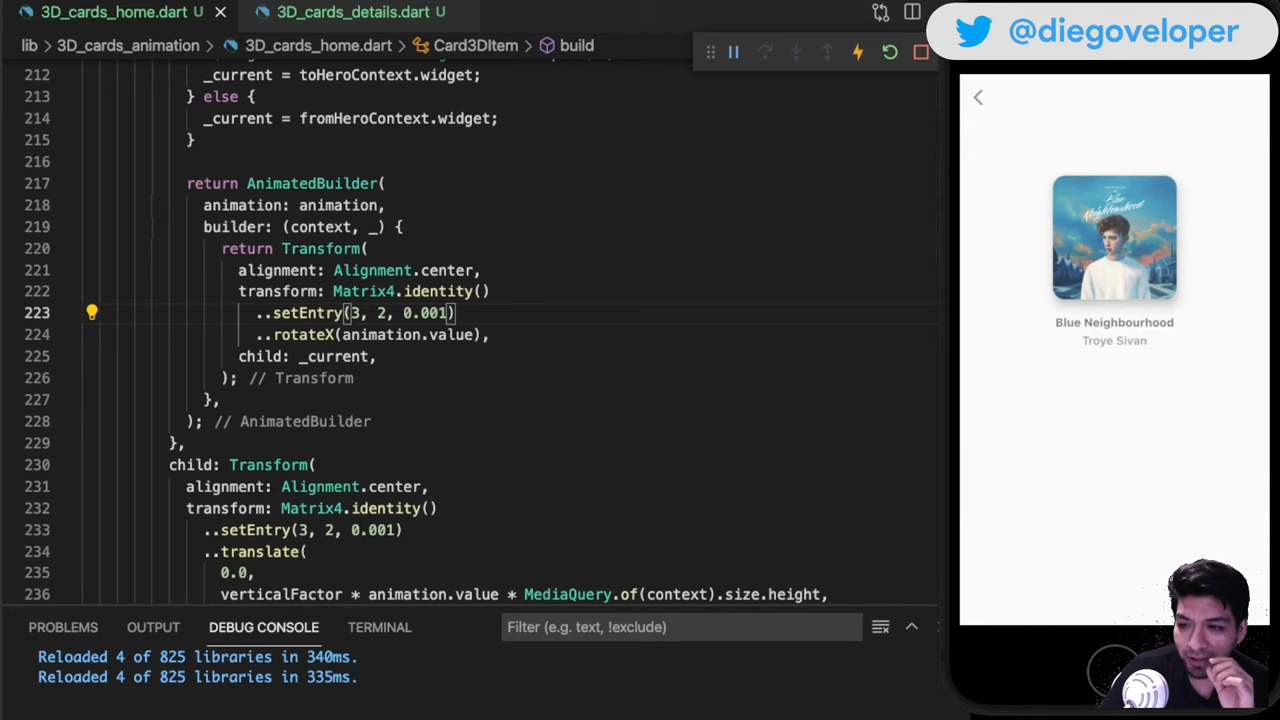 3D_cards_home.dart U
3D_cards_details.dart U
@diegoveloper
lib > 3D_cards_animation > 3D_cards_home.dart > Card3DItem > build
212 _current = toHeroContext.widget;
213 } else {
214 _current = fromHeroContext.widget;
215 }
216
217 return AnimatedBuilder(
218 animation: animation,
219 builder: (context, _) {
220 return Transform(
221 alignment: Alignment.center,
222 transform: Matrix4.identity()
223 ..setEntry(3, 2, 0.001)
224 ..rotateX(animation.value),
225 child: _current,
226 ); // Transform
227 },
228 ); // AnimatedBuilder
229 },
230 child: Transform(
231 alignment: Alignment.center,
232 transform: Matrix4.identity()
233 ..setEntry(3, 2, 0.001)
234 ..translate(
235 0.0,
236 verticalFactor * animation.value * MediaQuery.of(context).size.height,
PROBLEMS OUTPUT DEBUG CONSOLE TERMINAL
Filter (e.g. text, !exclude)
Reloaded 4 of 825 libraries in 340ms.
Reloaded 4 of 825 libraries in 335ms.
Blue
Neighbourhood
Blue Neighbourhood
Troye Sivan